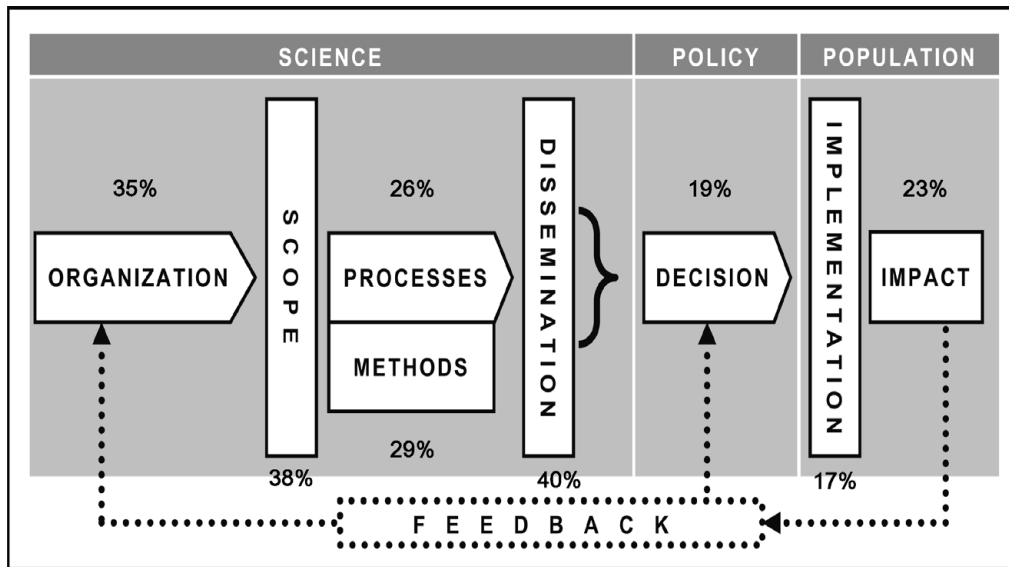 SCIENCE
POLICY
POPULATION
35%
26%
19%
23%
ORGANIZATION
SCOPE
PROCESSES
METHODS
DISSEMINATION
DECISION
IMPLEMENTATION
IMPACT
29%
38%
40%
17%
FEEDBACK